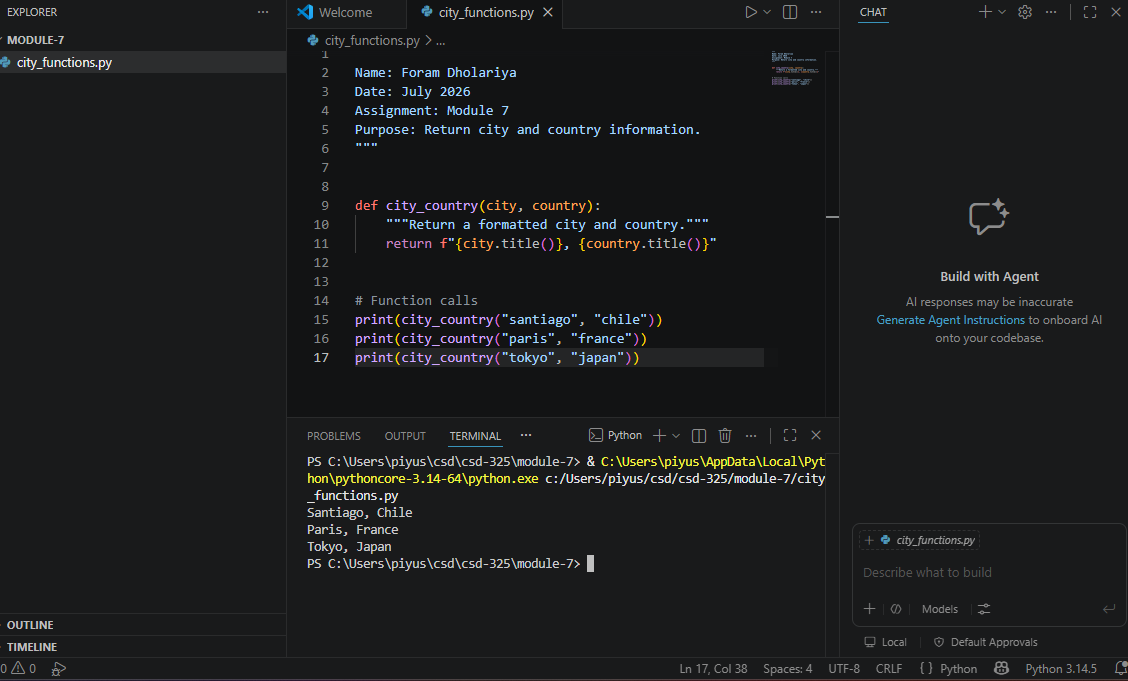 EXPLORER
MODULE-7
city_functions.py
OUTLINE
TIMELINE
Welcome
city_functions.py
city_functions.py > ...
1
2 Name: Foram Dholariya
3 Date: July 2026
4 Assignment: Module 7
5 Purpose: Return city and country information.
6 """
7
8
9 def city_country(city, country):
10 """Return a formatted city and country."""
11 return f"{city.title()}, {country.title()}"
12
13
14 # Function calls
15 print(city_country("santiago", "chile"))
16 print(city_country("paris", "france"))
17 print(city_country("tokyo", "japan"))
PROBLEMS OUTPUT TERMINAL ... Python
PS C:\Users\piyus\csd\csd-325\module-7> & C:\Users\piyus\AppData\Local\Pyt
hon\pythoncore-3.14-64\python.exe c:/Users/piyus/csd/csd-325/module-7/city
_functions.py
Santiago, Chile
Paris, France
Tokyo, Japan
PS C:\Users\piyus\csd\csd-325\module-7>
CHAT
Build with Agent
AI responses may be inaccurate
Generate Agent Instructions to onboard AI
onto your codebase.
city_functions.py
Describe what to build
Models
Local Default Approvals
0 0
Ln 17, Col 38 Spaces: 4 UTF-8 CRLF {} Python Python 3.14.5